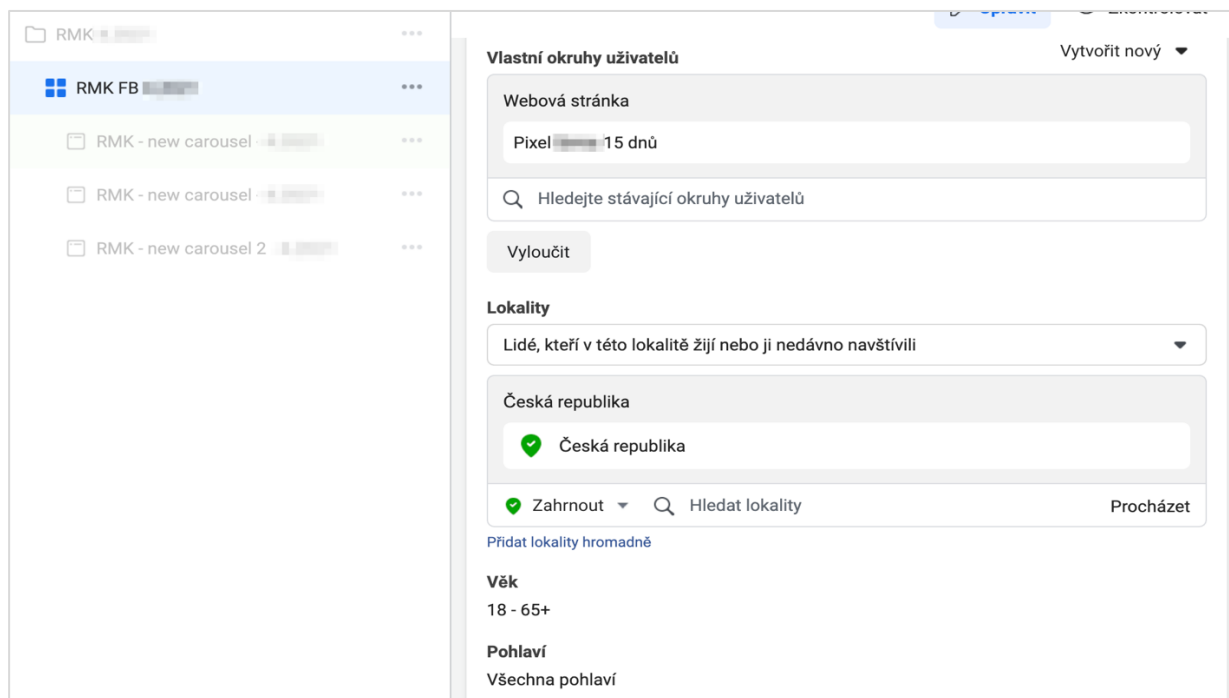 RMK
RMK FB
RMK - new carousel -
RMK - new carousel -
RMK - new carousel 2
Vlastní okruhy uživatelů
Vytvořit nový
Webová stránka
Pixel 15 dnů
Hledejte stávající okruhy uživatelů
Vyloučit
Lokality
Lidé, kteří v této lokalitě žijí nebo ji nedávno navštívili
Česká republika
Česká republika
Zahrnout
Hledat lokality
Procházet
Přidat lokality hromadně
Věk
18 - 65+
Pohlaví
Všechna pohlaví